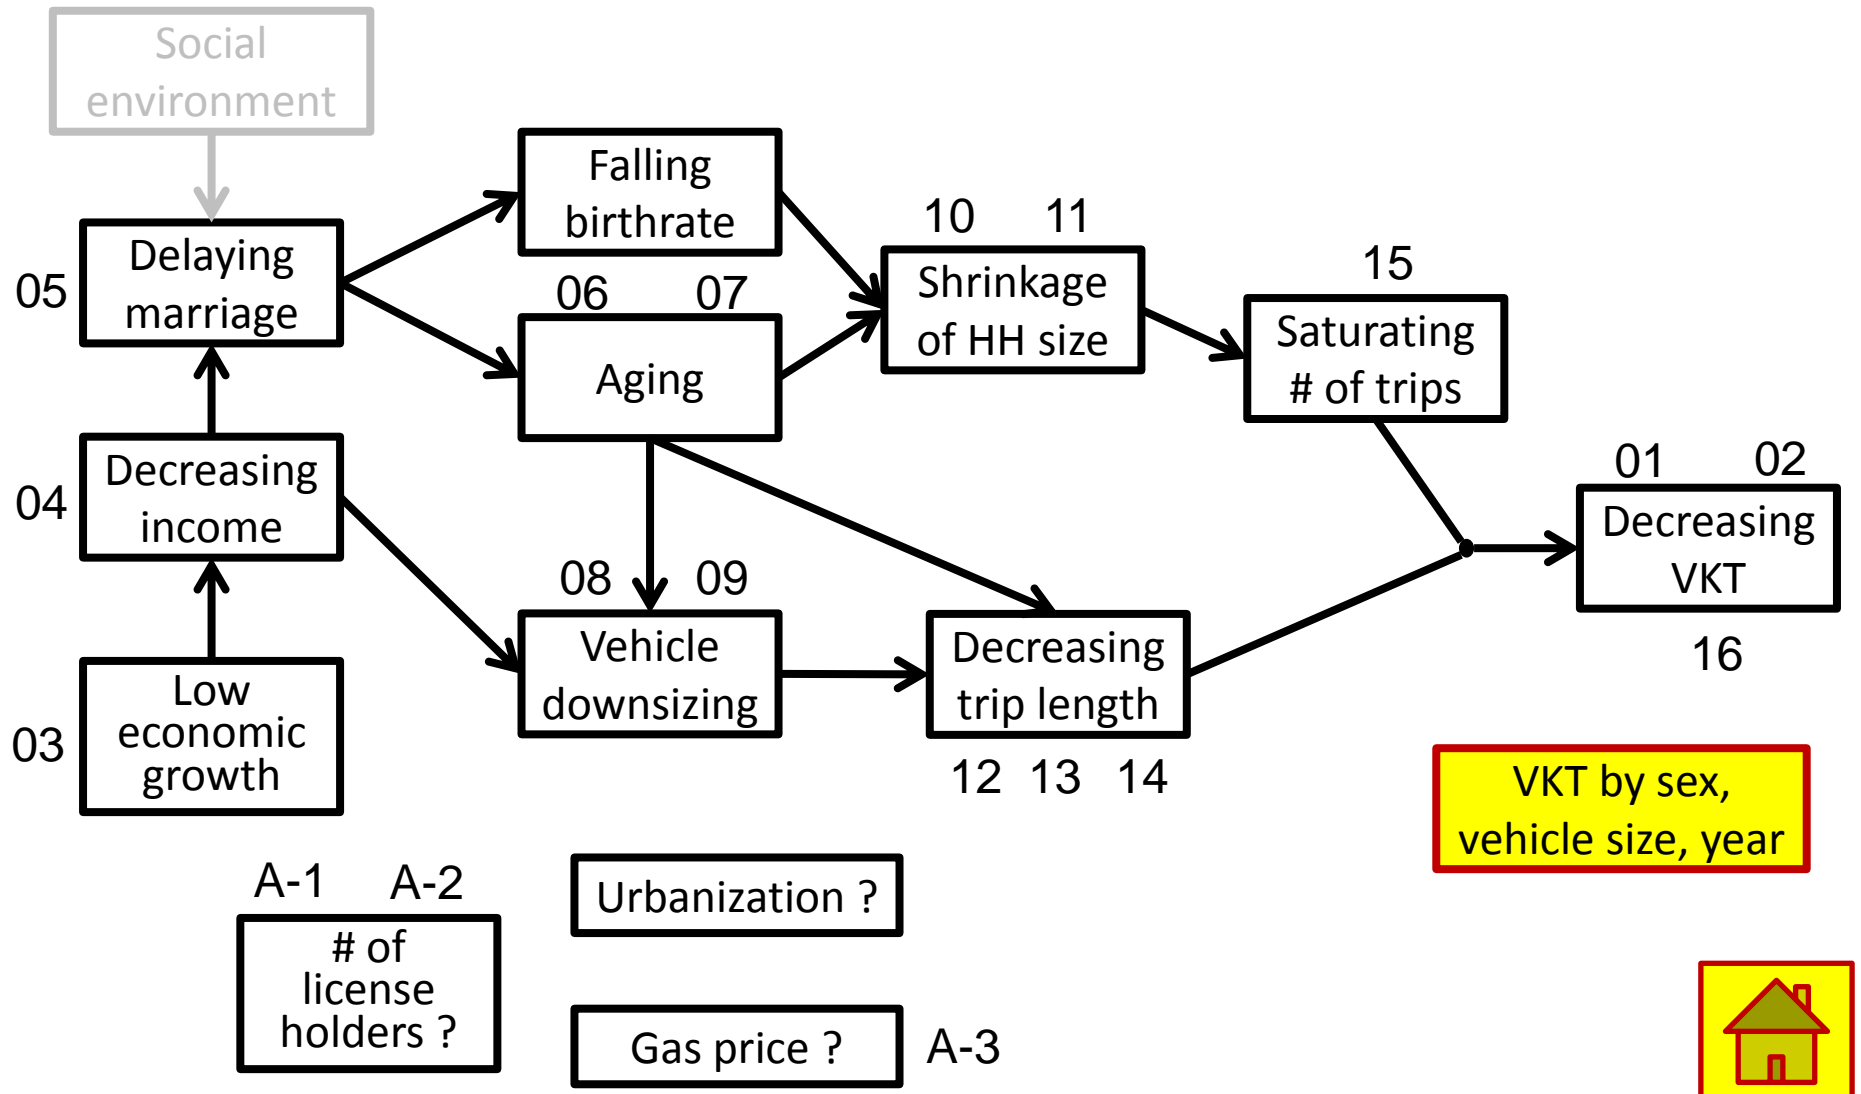 Social
environment
Falling
birthrate
10 11
05
Delaying
marriage
06 07
Shrinkage
of HH size
15
Saturating
# of trips
Aging
04
Decreasing
income
01 02
Decreasing
VKT
16
08 09
Vehicle
downsizing
Decreasing
trip length
12 13 14
03
Low
economic
growth
VKT by sex,
vehicle size, year
A-1 A-2
# of
license
holders ?
Urbanization ?
Gas price ?
A-3